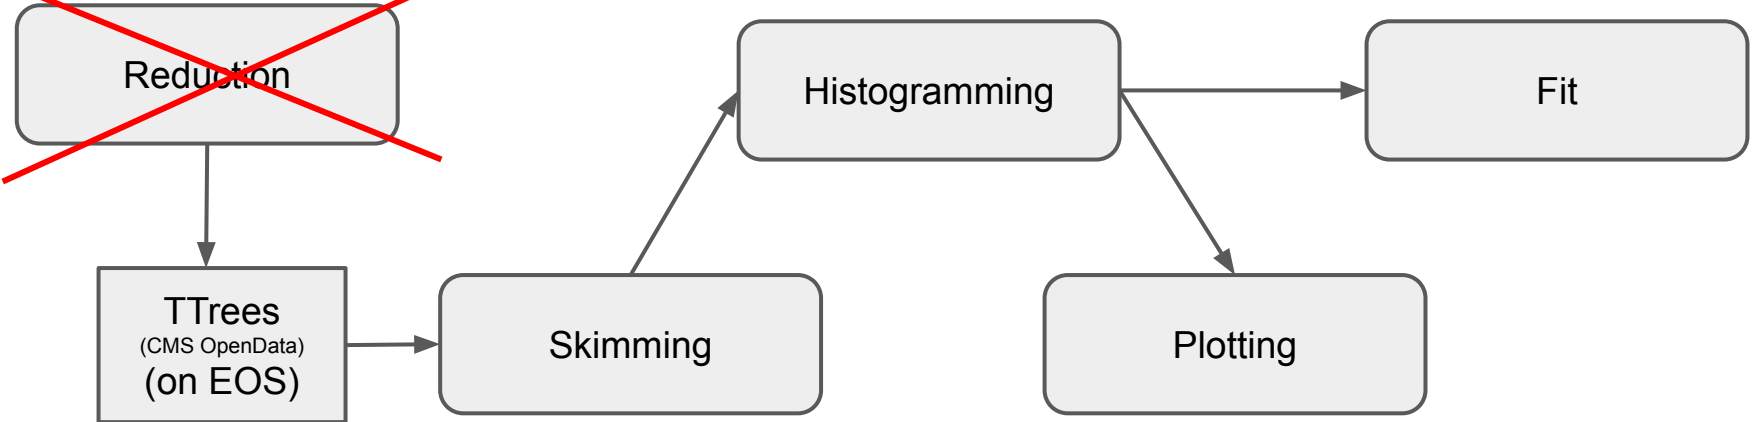 Reduction
Histogramming
Fit
TTrees
(CMS OpenData)
(on EOS)
Skimming
Plotting